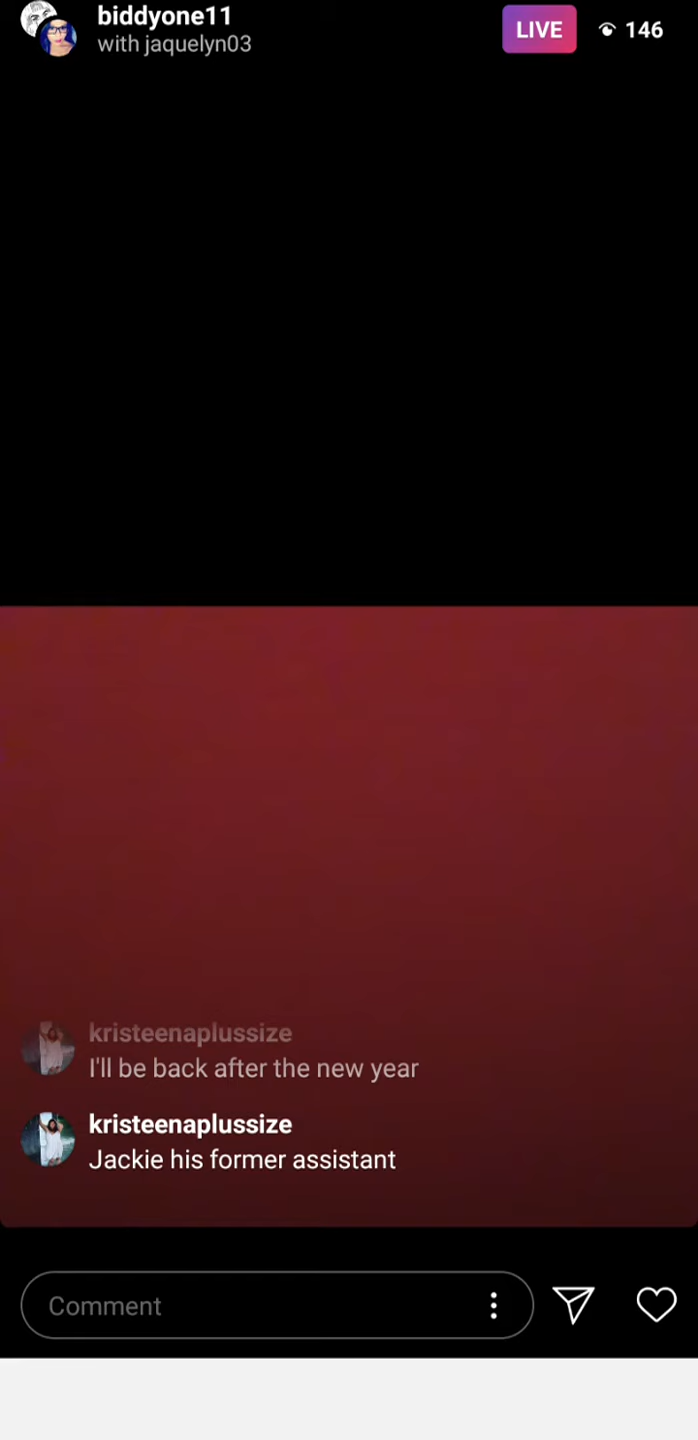 biddyone11
with jaquelyn03
LIVE
146
kristeenaplussize
I'll be back after the new year
kristeenaplussize
Jackie his former assistant
Comment